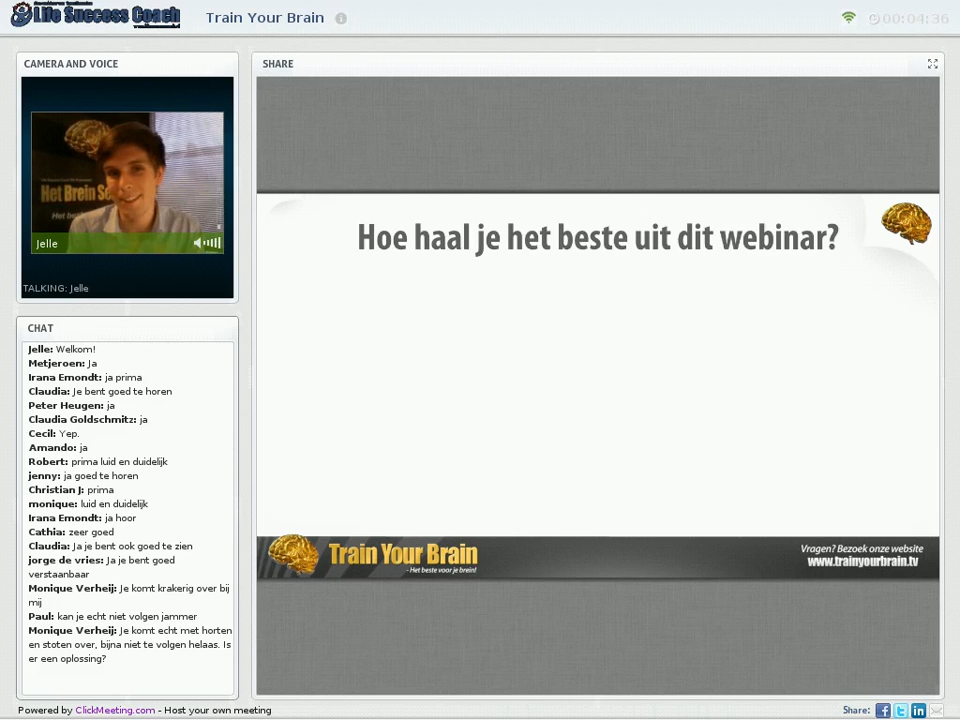 Life Success Coach
Train Your Brain
00:04:36
CAMERA AND VOICE
SHARE
Het Brein Se
Het be
Jelle
TALKING: Jelle
Hoe haal je het beste uit dit webinar?
Train Your Brain
- Het beste voor je brein!
Vragen? Bezoek onze website
www.trainyourbrain.tv
CHAT
Jelle: Welkom!
Metjeroen: Ja
Irana Emondt: ja prima
Claudia: Je bent goed te horen
Peter Heugen: ja
Claudia Goldschmitz: ja
Cecil: Yep.
Amando: ja
Robert: prima luid en duidelijk
jenny: ja goed te horen
Christian J: prima
monique: luid en duidelijk
Irana Emondt: ja hoor
Cathia: zeer goed
Claudia: Ja je bent ook goed te zien
jorge de vries: Ja je bent goed
verstaanbaar
Monique Verheij: Je komt krakerig over bij
mij
Paul: kan je echt niet volgen jammer
Monique Verheij: Je komt echt met horten
en stoten over, bijna niet te volgen helaas. Is
er een oplossing?
Powered by ClickMeeting.com - Host your own meeting
Share: